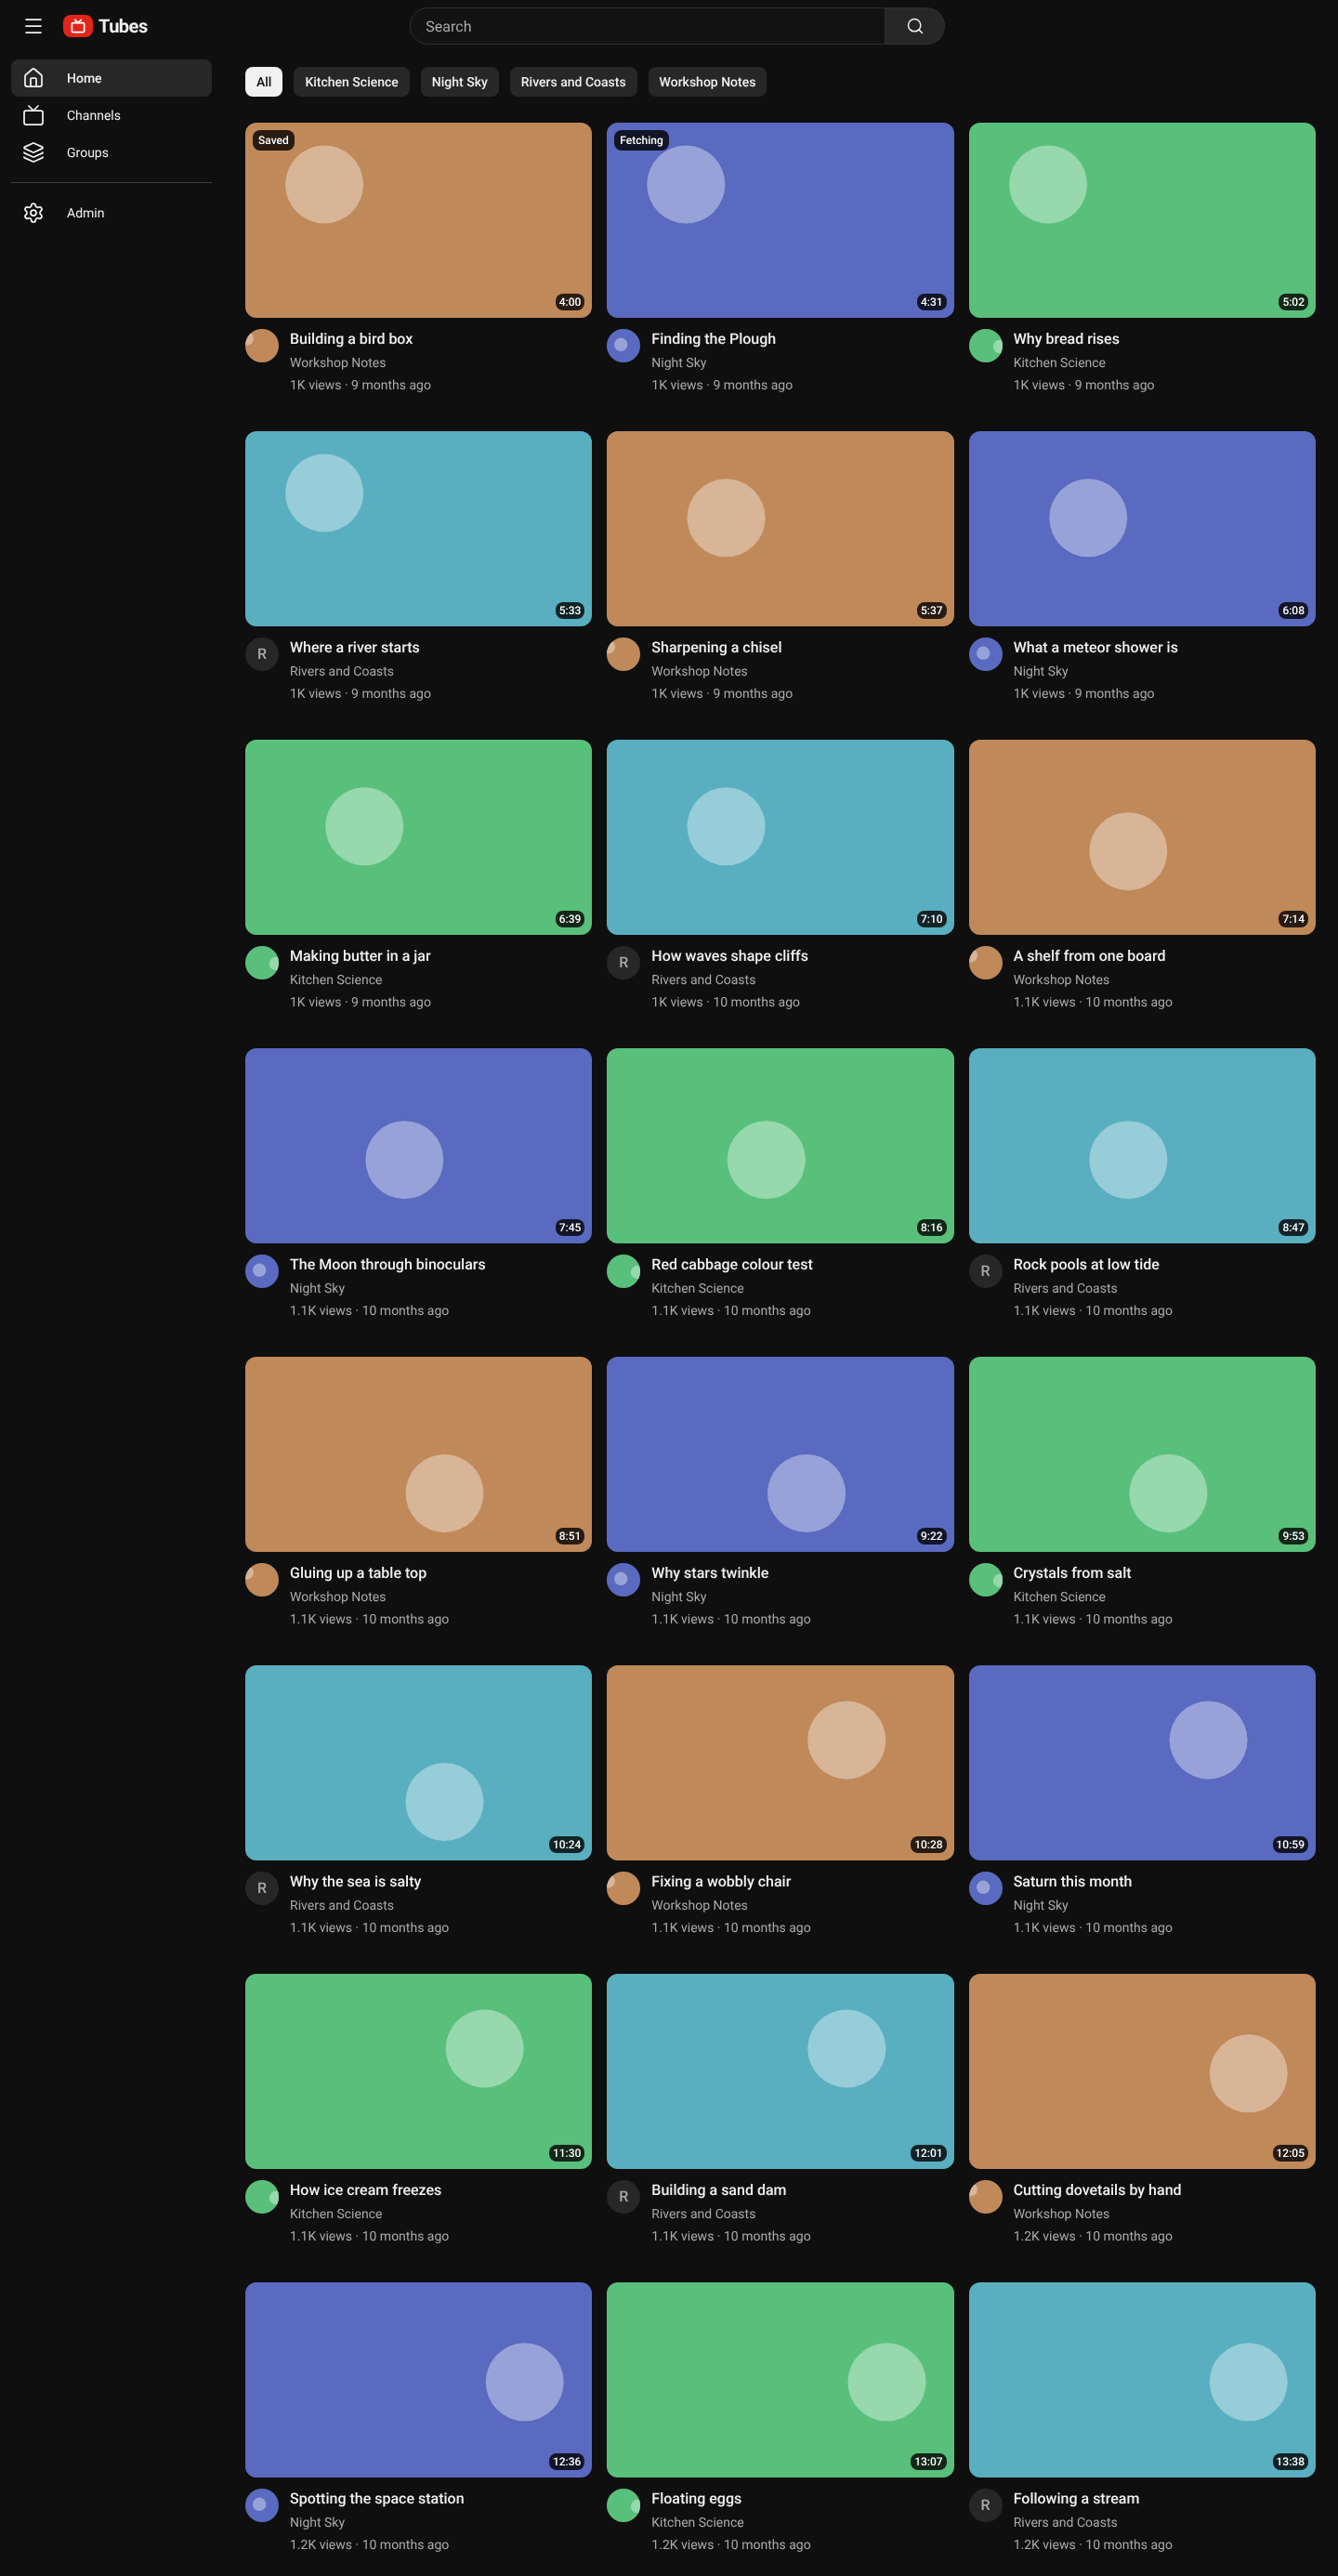 Tubes
Search
Home
Channels
Groups
Admin
All
Kitchen Science
Night Sky
Rivers and Coasts
Workshop Notes
Saved
4:00
Building a bird box
Workshop Notes
1K views · 9 months ago
Fetching
4:31
Finding the Plough
Night Sky
1K views · 9 months ago
5:02
Why bread rises
Kitchen Science
1K views · 9 months ago
5:33
R
Where a river starts
Rivers and Coasts
1K views · 9 months ago
5:37
Sharpening a chisel
Workshop Notes
1K views · 9 months ago
6:08
What a meteor shower is
Night Sky
1K views · 9 months ago
6:39
Making butter in a jar
Kitchen Science
1K views · 9 months ago
7:10
R
How waves shape cliffs
Rivers and Coasts
1K views · 10 months ago
7:14
A shelf from one board
Workshop Notes
1.1K views · 10 months ago
7:45
The Moon through binoculars
Night Sky
1.1K views · 10 months ago
8:16
Red cabbage colour test
Kitchen Science
1.1K views · 10 months ago
8:47
R
Rock pools at low tide
Rivers and Coasts
1.1K views · 10 months ago
8:51
Gluing up a table top
Workshop Notes
1.1K views · 10 months ago
9:22
Why stars twinkle
Night Sky
1.1K views · 10 months ago
9:53
Crystals from salt
Kitchen Science
1.1K views · 10 months ago
10:24
R
Why the sea is salty
Rivers and Coasts
1.1K views · 10 months ago
10:28
Fixing a wobbly chair
Workshop Notes
1.1K views · 10 months ago
10:59
Saturn this month
Night Sky
1.1K views · 10 months ago
11:30
How ice cream freezes
Kitchen Science
1.1K views · 10 months ago
12:01
R
Building a sand dam
Rivers and Coasts
1.1K views · 10 months ago
12:05
Cutting dovetails by hand
Workshop Notes
1.2K views · 10 months ago
12:36
Spotting the space station
Night Sky
1.2K views · 10 months ago
13:07
Floating eggs
Kitchen Science
1.2K views · 10 months ago
13:38
R
Following a stream
Rivers and Coasts
1.2K views · 10 months ago